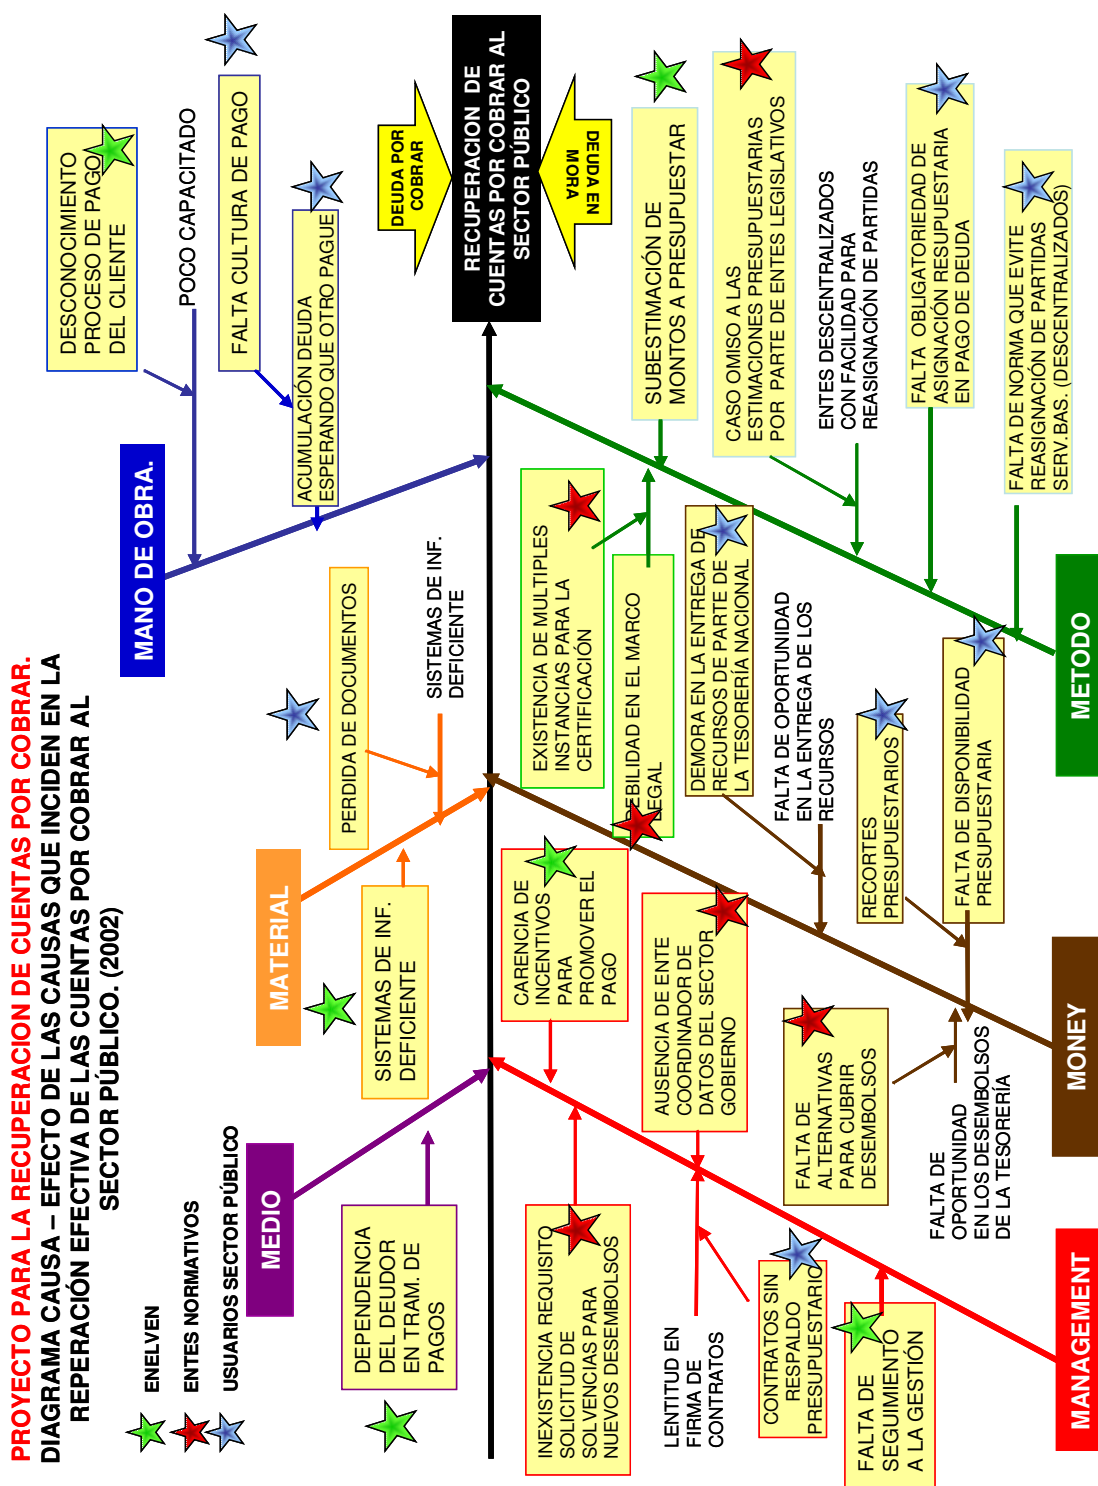 PROYECTO PARA LA RECUPERACION DE CUENTAS POR COBRAR.
DIAGRAMA CAUSA – EFECTO DE LAS CAUSAS QUE INCIDEN EN LA
REPERACIÓN EFECTIVA DE LAS CUENTAS POR COBRAR AL
SECTOR PÚBLICO. (2002)
ENELVEN
ENTES NORMATIVOS
USUARIOS SECTOR PÚBLICO
MEDIO
MATERIAL
MANO DE OBRA.
DEPENDENCIA
DEL DEUDOR
EN TRAM. DE
PAGOS
SISTEMAS DE INF.
DEFICIENTE
PERDIDA DE DOCUMENTOS
SISTEMAS DE INF.
DEFICIENTE
DESCONOCIMIENTO
PROCESO DE PAGO
DEL CLIENTE
POCO CAPACITADO
FALTA CULTURA DE PAGO
ACUMULACIÓN DEUDA
ESPERANDO QUE OTRO PAGUE
DEUDA POR
COBRAR
RECUPERACION DE
CUENTAS POR COBRAR AL
SECTOR PÚBLICO
DEUDA EN
MORA
INEXISTENCIA REQUISITO
SOLICITUD DE
SOLVENCIAS PARA
NUEVOS DESEMBOLSOS
CARENCIA DE
INCENTIVOS
PARA
PROMOVER EL
PAGO
AUSENCIA DE ENTE
COORDINADOR DE
DATOS DEL SECTOR
GOBIERNO
LENTITUD EN
FIRMA DE
CONTRATOS
CONTRATOS SIN
RESPALDO
PRESUPUESTARIO
FALTA DE
SEGUIMIENTO
A LA GESTIÓN
EXISTENCIA DE MULTIPLES
INSTANCIAS PARA LA
CERTIFICACIÓN
DEBILIDAD EN EL MARCO
LEGAL
DEMORA EN LA ENTREGA DE
RECURSOS DE PARTE DE
LA TESORERÍA NACIONAL
FALTA DE OPORTUNIDAD
EN LA ENTREGA DE LOS
RECURSOS
RECORTES
PRESUPUESTARIOS
FALTA DE DISPONIBILIDAD
PRESUPUESTARIA
FALTA DE
ALTERNATIVAS
PARA CUBRIR
DESEMBOLSOS
FALTA DE
OPORTUNIDAD
EN LOS DESEMBOLSOS
DE LA TESORERÍA
SUBESTIMACIÓN DE
MONTOS A PRESUPUESTAR
CASO OMISO A LAS
ESTIMACIONES PRESUPUESTARIAS
POR PARTE DE ENTES LEGISLATIVOS
ENTES DESCENTRALIZADOS
CON FACILIDAD PARA
REASIGNACIÓN DE PARTIDAS
FALTA OBLIGATORIEDAD DE
ASIGNACIÓN RESUPUESTARIA
EN PAGO DE DEUDA
FALTA DE NORMA QUE EVITE
REASIGNACIÓN DE PARTIDAS
SERV.BAS. (DESCENTRALIZADOS)
MANAGEMENT
MONEY
METODO